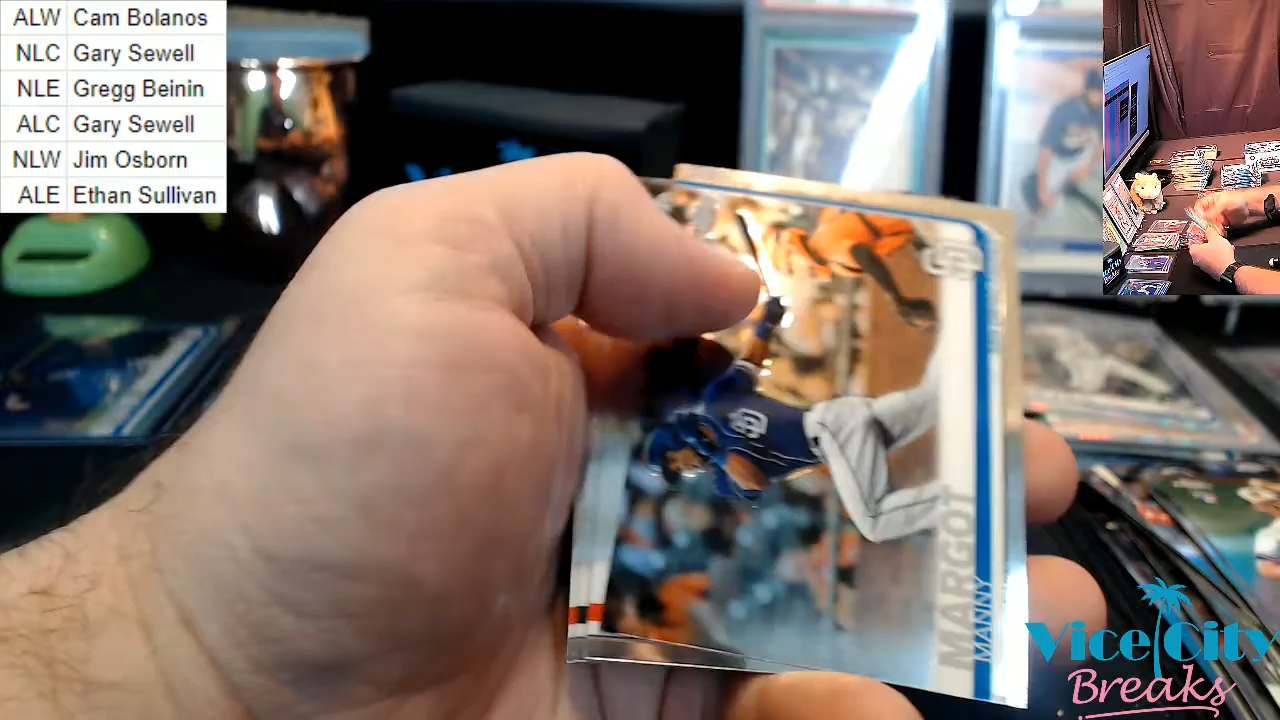 ALW Cam Bolanos
NLC Gary Sewell
NLE Gregg Beinin
ALC Gary Sewell
NLW Jim Osborn
ALE Ethan Sullivan
MARGOT
MANNY
SD
Vice City
Breaks